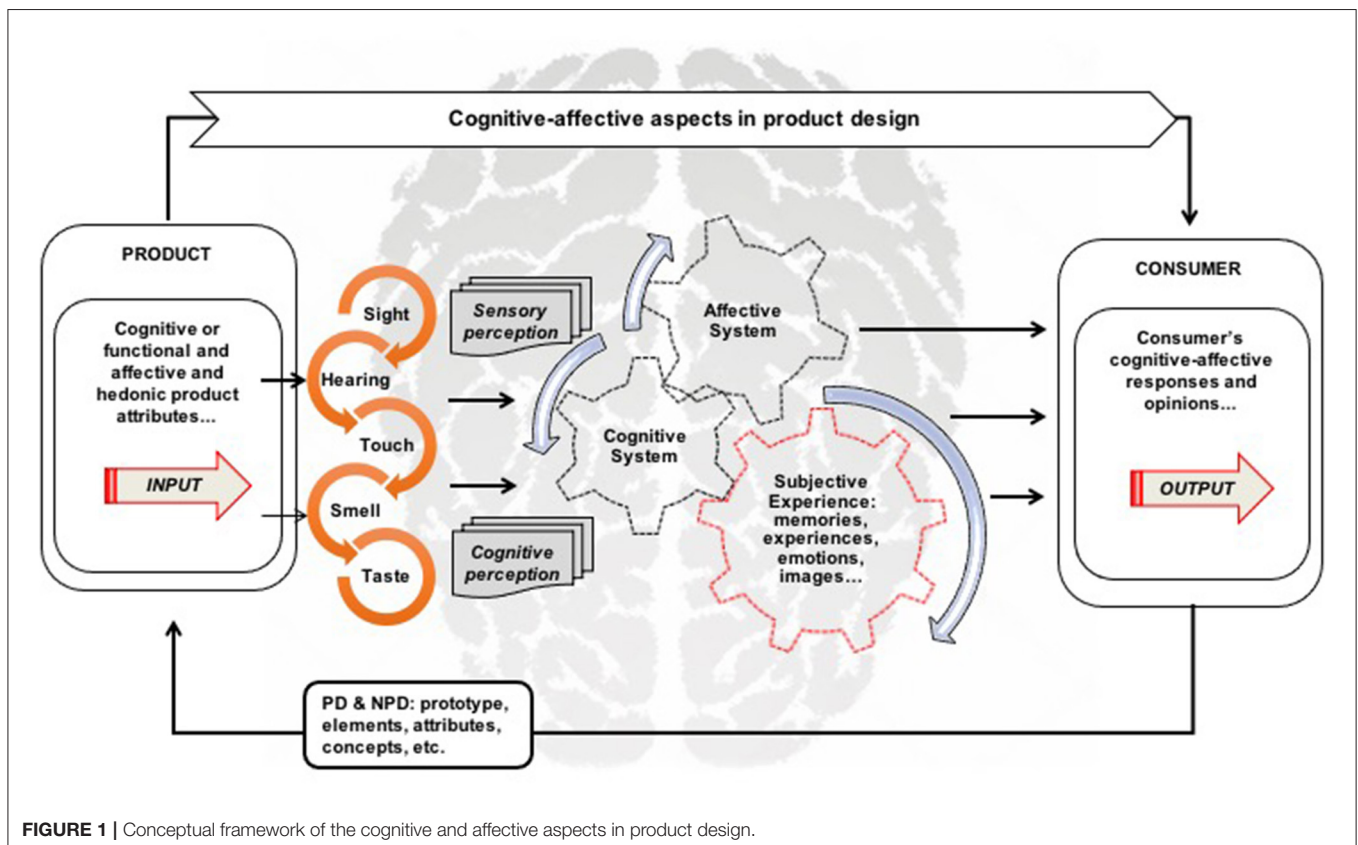 Cognitive-affective aspects in product design
PRODUCT
Cognitive or
functional and
affective and
hedonic product
attributes...
INPUT
Sight
Hearing
Touch
Smell
Taste
Sensory
perception
Cognitive
perception
Affective
System
Cognitive
System
Subjective
Experience:
memories,
experiences,
emotions,
images...
CONSUMER
Consumer's
cognitive-affective
responses and
opinions...
OUTPUT
PD & NPD: prototype,
elements, attributes,
concepts, etc.
FIGURE 1 | Conceptual framework of the cognitive and affective aspects in product design.